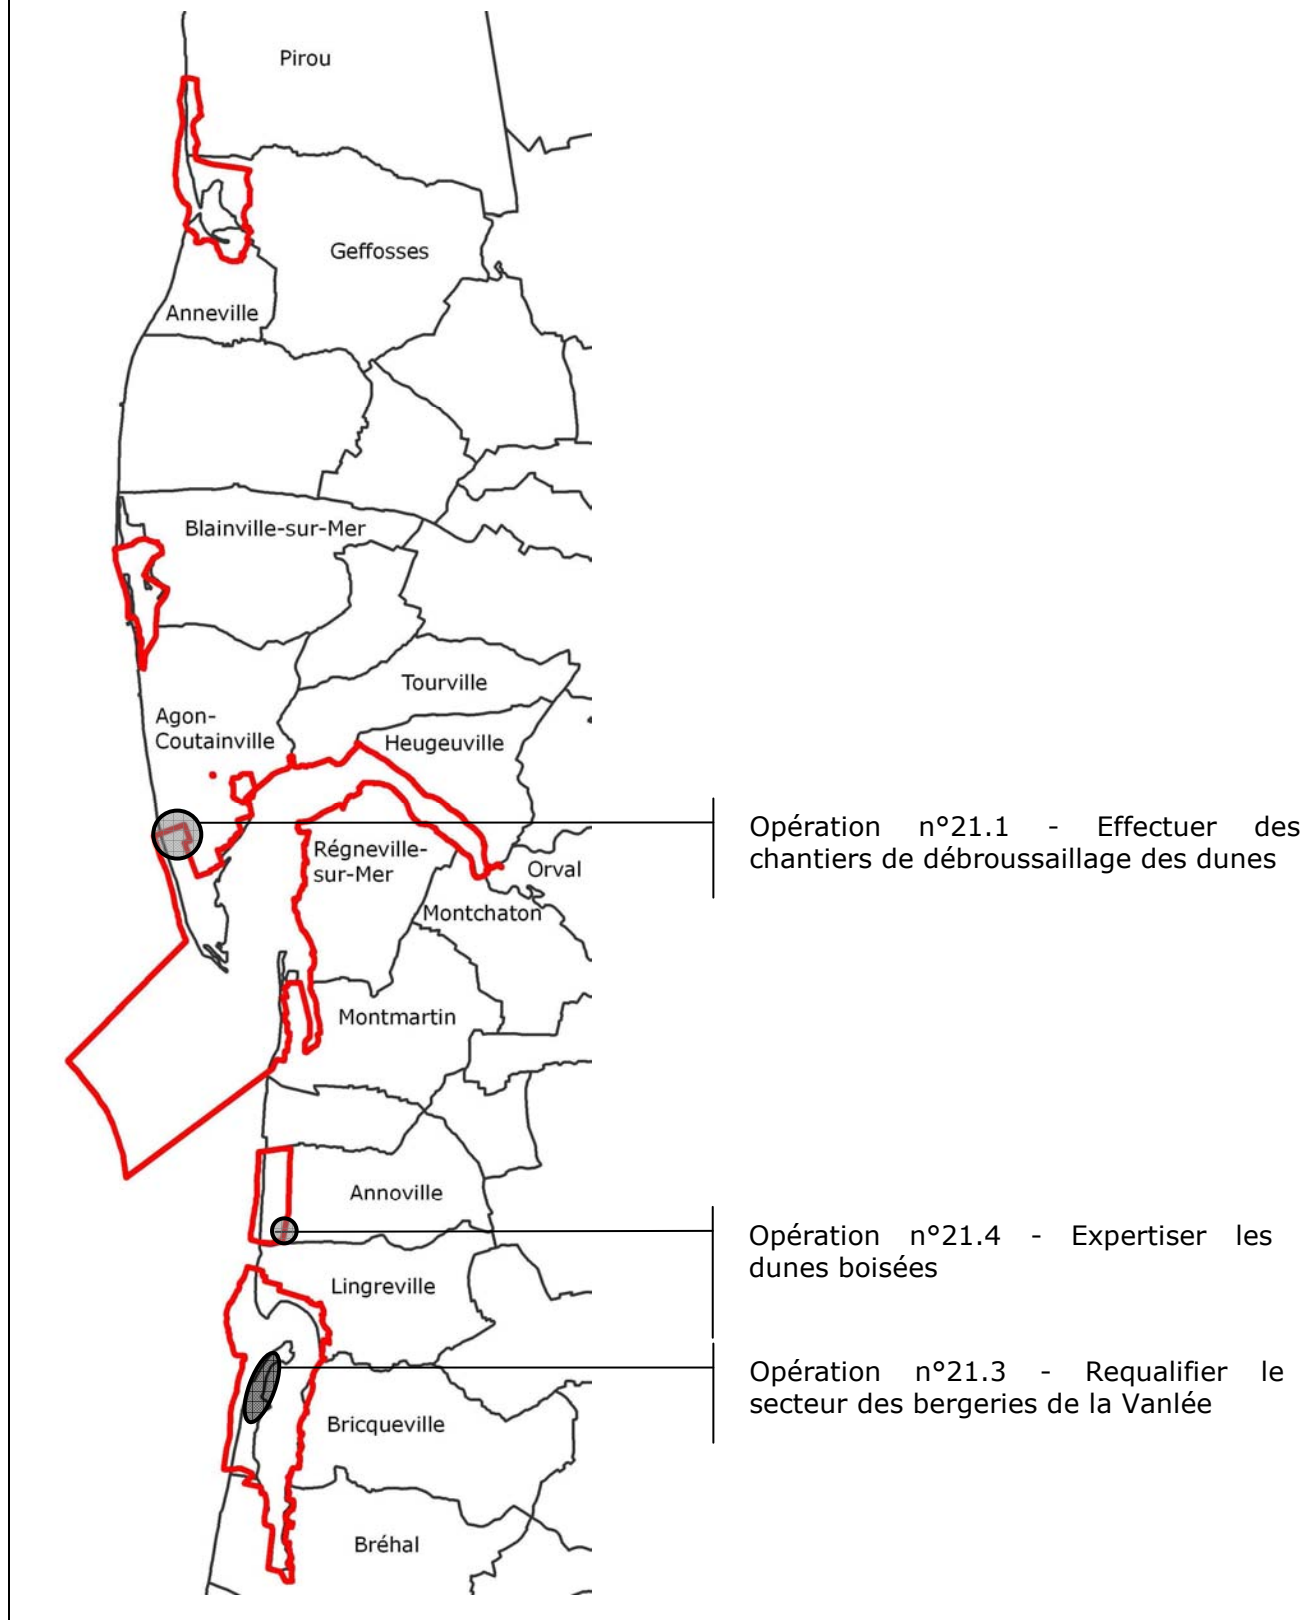 Pirou
Geffosses
Anneville
Blainville-sur-Mer
Tourville
Agon-
Coutainville
Heugeuville
Opération n°21.1 - Effectuer des
chantiers de débroussaillage des dunes
Régneville-
sur-Mer
Orval
Montchaton
Montmartin
Annoville
Opération n°21.4 - Expertiser les
dunes boisées
Lingreville
Opération n°21.3 - Requalifier le
secteur des bergeries de la Vanlée
Bricqueville
Bréhal